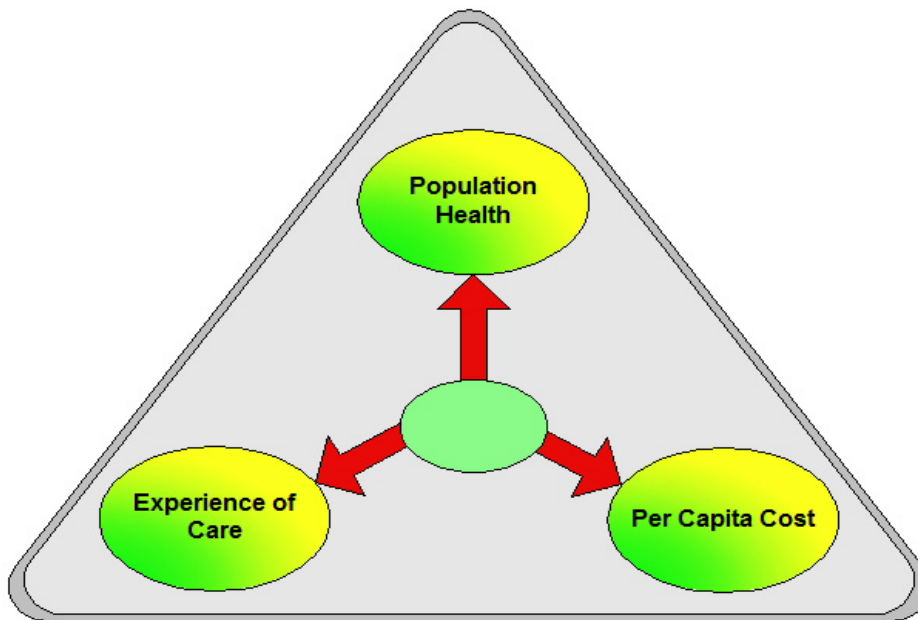 Population
Health
Experience of
Care
Per Capita Cost